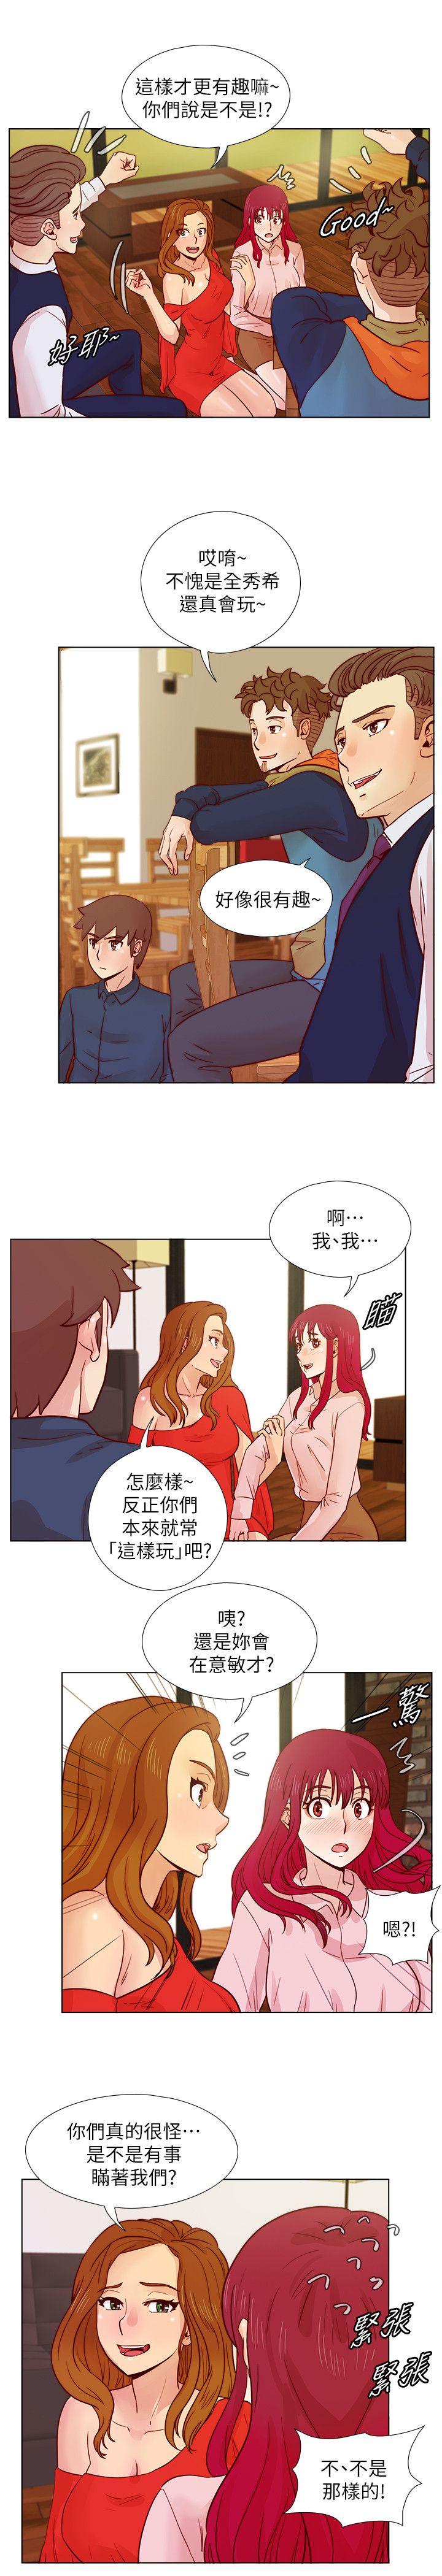 這樣才更有趣嘛~
你們說是不是!?
Good~
好耶~
哎唷~
不愧是全秀希
還真會玩~
好像很有趣~
啊⋯
我、我⋯
瞄
怎麼樣~
反正你們
本來就常
「這樣玩」吧?
咦?
還是妳會
在意敏才?
一驚
嗯?!
你們真的很怪⋯
是不是有事
瞞著我們?
緊張
緊張
不、不是
那樣的!